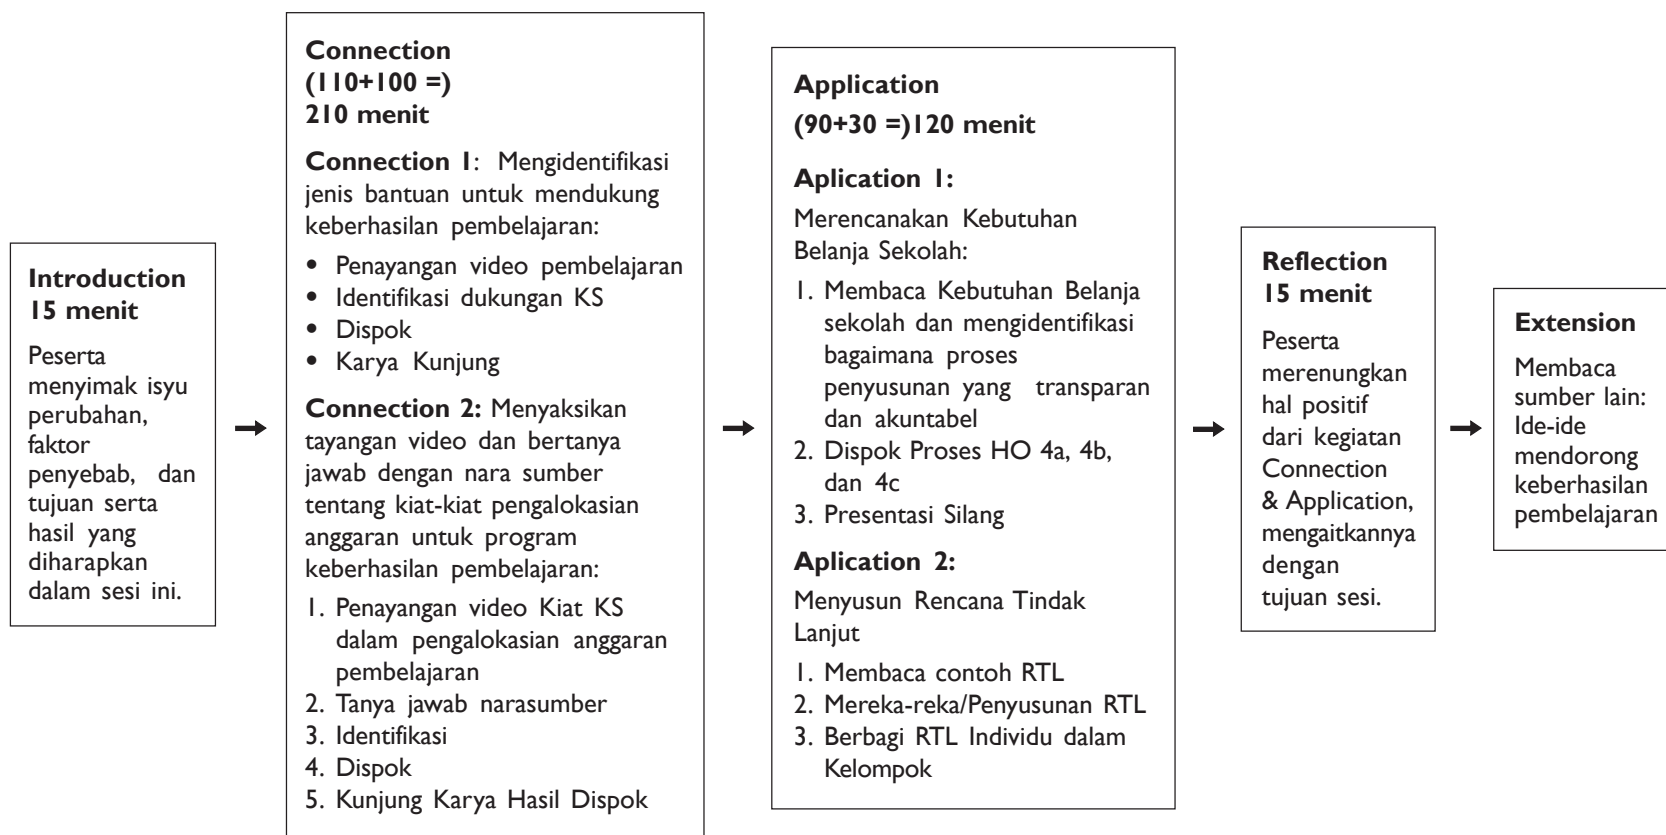 Introduction
15 menit
Peserta
menyimak isyu
perubahan,
faktor
penyebab, dan
tujuan serta
hasil yang
diharapkan
dalam sesi ini.
Connection
(110+100 =)
210 menit
Connection 1: Mengidentifikasi
jenis bantuan untuk mendukung
keberhasilan pembelajaran:
• Penayangan video pembelajaran
• Identifikasi dukungan KS
• Dispok
• Karya Kunjung
Connection 2: Menyaksikan
tayangan video dan bertanya
jawab dengan nara sumber
tentang kiat-kiat pengalokasian
anggaran untuk program
keberhasilan pembelajaran:
1. Penayangan video Kiat KS
dalam pengalokasian anggaran
pembelajaran
2. Tanya jawab narasumber
3. Identifikasi
4. Dispok
5. Kunjung Karya Hasil Dispok
Application
(90+30 =)120 menit
Aplication 1:
Merencanakan Kebutuhan
Belanja Sekolah:
1. Membaca Kebutuhan Belanja
sekolah dan mengidentifikasi
bagaimana proses
penyusunan yang transparan
dan akuntabel
2. Dispok Proses HO 4a, 4b,
dan 4c
3. Presentasi Silang
Aplication 2:
Menyusun Rencana Tindak
Lanjut
1. Membaca contoh RTL
2. Mereka-reka/Penyusunan RTL
3. Berbagi RTL Individu dalam
Kelompok
Reflection
15 menit
Peserta
merenungkan
hal positif
dari kegiatan
Connection
& Application,
mengaitkannya
dengan
tujuan sesi.
Extension
Membaca
sumber lain:
Ide-ide
mendorong
keberhasilan
pembelajaran